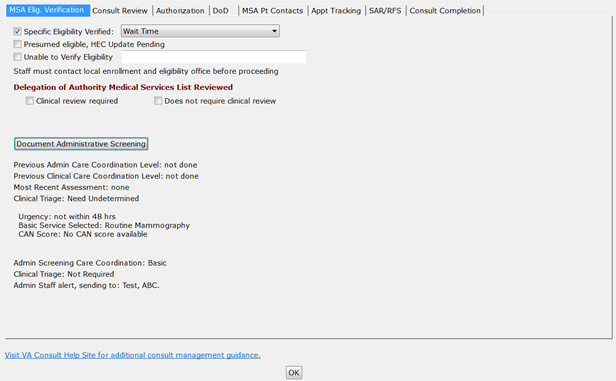 MSA Elig. Verification Consult Review Authorization DoD MSA Pt Contacts Appt Tracking SAR/RFS Consult Completion
Specific Eligibility Verified: Wait Time
Presumed eligible, HEC Update Pending
Unable to Verify Eligibility
Staff must contact local enrollment and eligibility office before proceeding
Delegation of Authority Medical Services List Reviewed
Clinical review required Does not require clinical review
Document Administrative Screening
Previous Admin Care Coordination Level: not done
Previous Clinical Care Coordination Level: not done
Most Recent Assessment: none
Clinical Triage: Need Undetermined
Urgency: not within 48 hrs
Basic Service Selected: Routine Mammography
CAN Score: No CAN score available
Admin Screening Care Coordination: Basic
Clinical Triage: Not Required
Admin Staff alert, sending to: Test, ABC.
Visit VA Consult Help Site for additional consult management guidance.
OK